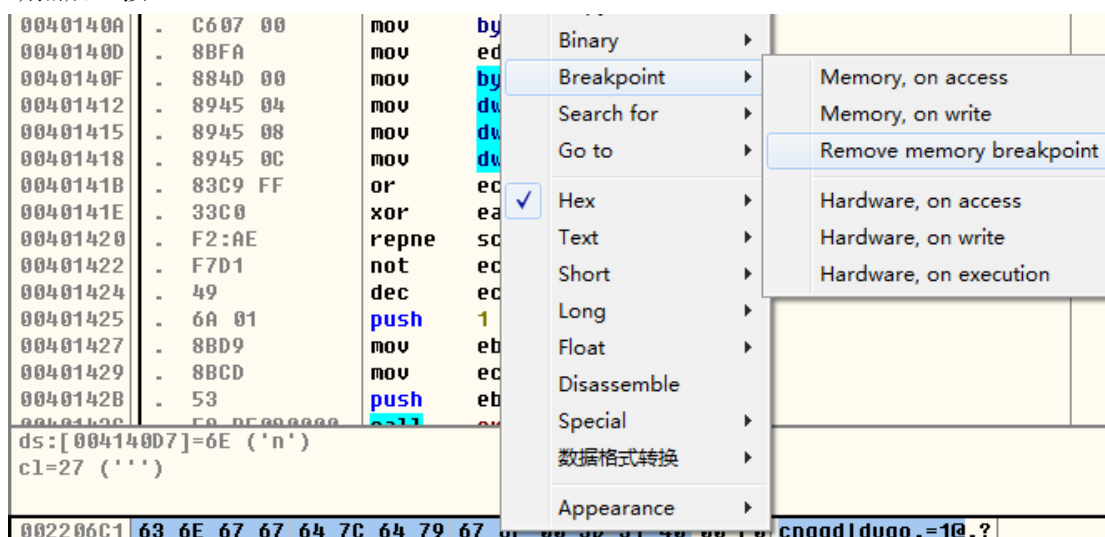 0040140A . C607 00 mov by
0040140D . 8BFA mov ed
0040140F . 884D 00 mov by
00401412 . 8945 04 mov dw
00401415 . 8945 08 mov dw
00401418 . 8945 0C mov dw
0040141B . 83C9 FF or ec
0040141E . 33C0 xor ea
00401420 . F2:AE repne sc
00401422 . F7D1 not ec
00401424 . 49 dec ec
00401425 . 6A 01 push 1
00401427 . 8BD9 mov eb
00401429 . 8BCD mov ec
0040142B . 53 push eb
ds:[004140D7]=6E ('n')
cl=27 (''')
002206C1 63 6E 67 67 64 7C 64 79 67
Binary
Breakpoint
Search for
Go to
Hex
Text
Short
Long
Float
Disassemble
Special
数据格式转换
Appearance
Memory, on access
Memory, on write
Remove memory breakpoint
Hardware, on access
Hardware, on write
Hardware, on execution